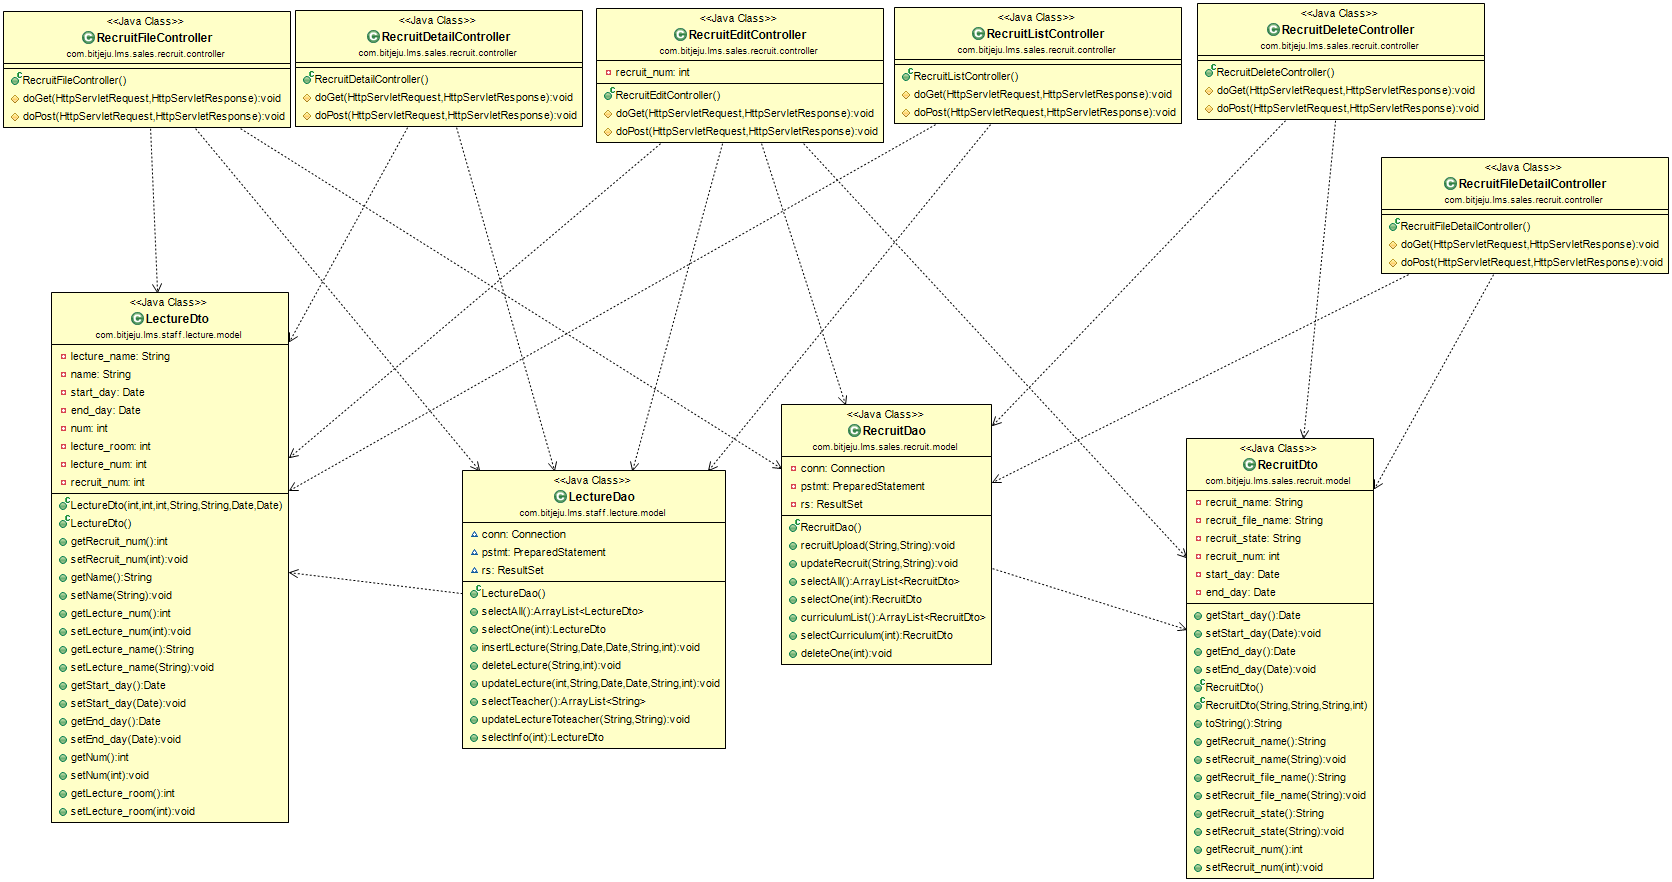 <<Java Class>>
RecruitFileController
com.bitjeju.lms.sales.recruit.controller
RecruitFileController()
doGet(HttpServletRequest,HttpServletResponse):void
doPost(HttpServletRequest,HttpServletResponse):void
<<Java Class>>
RecruitDetailController
com.bitjeju.lms.sales.recruit.controller
RecruitDetailController()
doGet(HttpServletRequest,HttpServletResponse):void
doPost(HttpServletRequest,HttpServletResponse):void
<<Java Class>>
RecruitEditController
com.bitjeju.lms.sales.recruit.controller
recruit_num: int
RecruitEditController()
doGet(HttpServletRequest,HttpServletResponse):void
doPost(HttpServletRequest,HttpServletResponse):void
<<Java Class>>
RecruitListController
com.bitjeju.lms.sales.recruit.controller
RecruitListController()
doGet(HttpServletRequest,HttpServletResponse):void
doPost(HttpServletRequest,HttpServletResponse):void
<<Java Class>>
RecruitDeleteController
com.bitjeju.lms.sales.recruit.controller
RecruitDeleteController()
doGet(HttpServletRequest,HttpServletResponse):void
doPost(HttpServletRequest,HttpServletResponse):void
<<Java Class>>
RecruitFileDetailController
com.bitjeju.lms.sales.recruit.controller
RecruitFileDetailController()
doGet(HttpServletRequest,HttpServletResponse):void
doPost(HttpServletRequest,HttpServletResponse):void
<<Java Class>>
LectureDto
com.bitjeju.lms.staff.lecture.model
lecture_name: String
name: String
start_day: Date
end_day: Date
num: int
lecture_room: int
lecture_num: int
recruit_num: int
LectureDto(int,int,int,String,String,Date,Date)
LectureDto()
getRecruit_num():int
setRecruit_num(int):void
getName():String
setName(String):void
getLecture_num():int
setLecture_num(int):void
getLecture_name():String
setLecture_name(String):void
getStart_day():Date
setStart_day(Date):void
getEnd_day():Date
setEnd_day(Date):void
getNum():int
setNum(int):void
getLecture_room():int
setLecture_room(int):void
<<Java Class>>
LectureDao
com.bitjeju.lms.staff.lecture.model
conn: Connection
pstmt: PreparedStatement
rs: ResultSet
LectureDao()
selectAll():ArrayList<LectureDto>
selectOne(int):LectureDto
insertLecture(String,Date,Date,String,int):void
deleteLecture(String,int):void
updateLecture(int,String,Date,Date,String,int):void
selectTeacher():ArrayList<String>
updateLectureToteacher(String,String):void
selectInfo(int):LectureDto
<<Java Class>>
RecruitDao
com.bitjeju.lms.sales.recruit.model
conn: Connection
pstmt: PreparedStatement
rs: ResultSet
RecruitDao()
recruitUpload(String,String):void
updateRecruit(String,String):void
selectAll():ArrayList<RecruitDto>
selectOne(int):RecruitDto
curriculumList():ArrayList<RecruitDto>
selectCurriculum(int):RecruitDto
deleteOne(int):void
<<Java Class>>
RecruitDto
com.bitjeju.lms.sales.recruit.model
recruit_name: String
recruit_file_name: String
recruit_state: String
recruit_num: int
start_day: Date
end_day: Date
getStart_day():Date
setStart_day(Date):void
getEnd_day():Date
setEnd_day(Date):void
RecruitDto()
RecruitDto(String,String,String,int)
toString():String
getRecruit_name():String
setRecruit_name(String):void
getRecruit_file_name():String
setRecruit_file_name(String):void
getRecruit_state():String
setRecruit_state(String):void
getRecruit_num():int
setRecruit_num(int):void